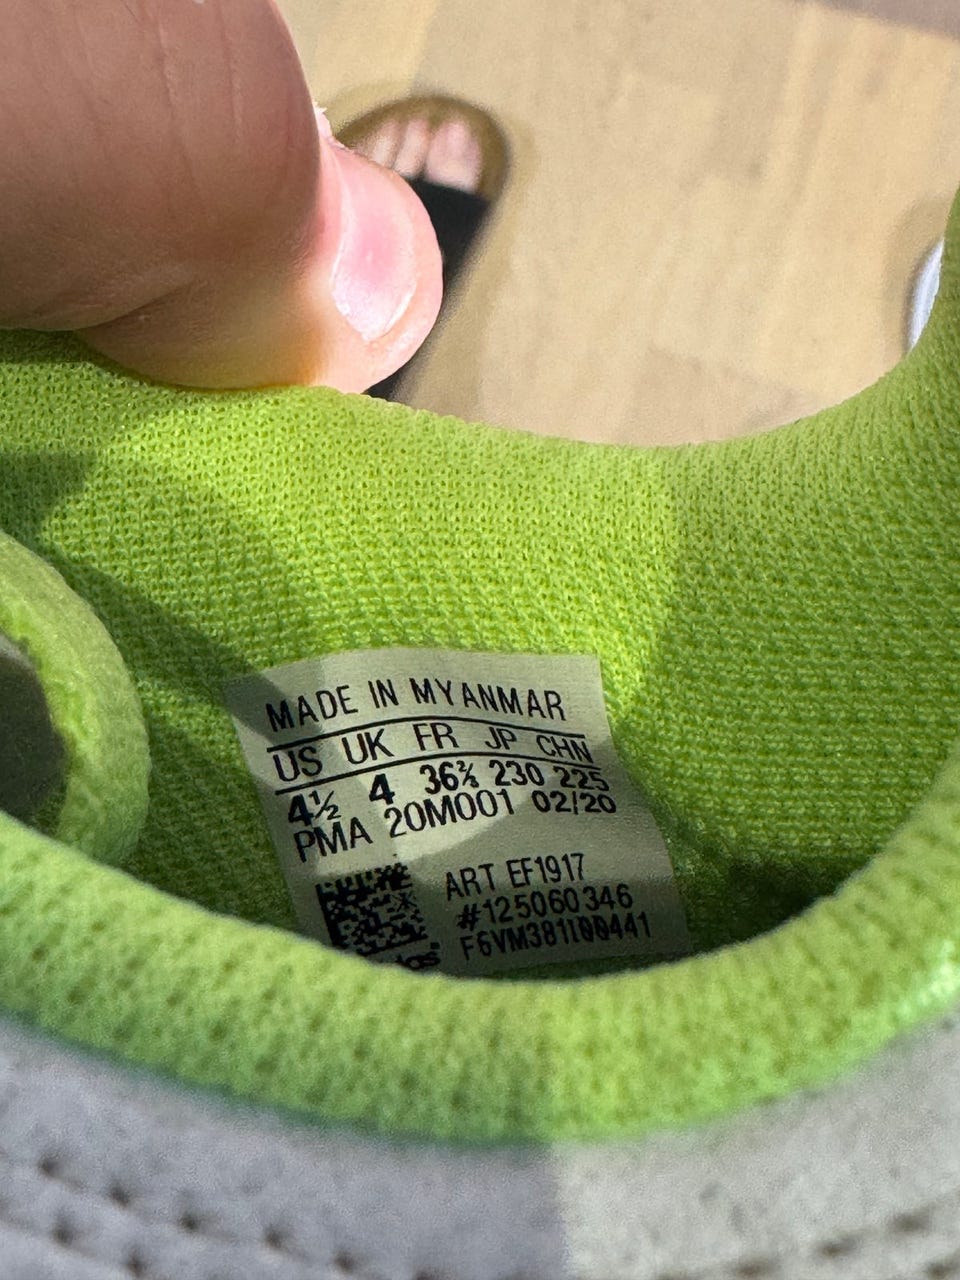 MADE IN MYANMAR
US UK FR JP CHN
4½ 4 36⅔ 230 225
PMA 20M001 02/20
ART EF1917
#125060346